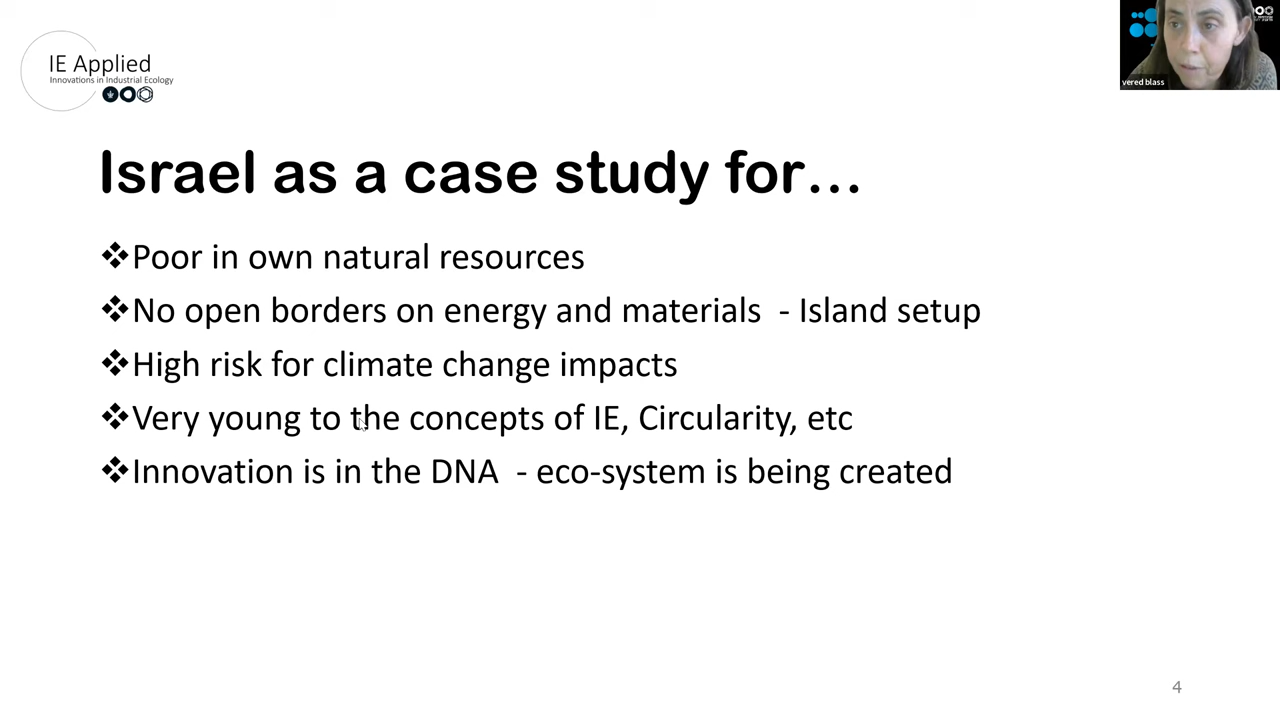 IE Applied
Innovations in Industrial Ecology
vered blass
Israel as a case study for...
❖Poor in own natural resources
❖No open borders on energy and materials - Island setup
❖High risk for climate change impacts
❖Very young to the concepts of IE, Circularity, etc
❖Innovation is in the DNA - eco-system is being created
4